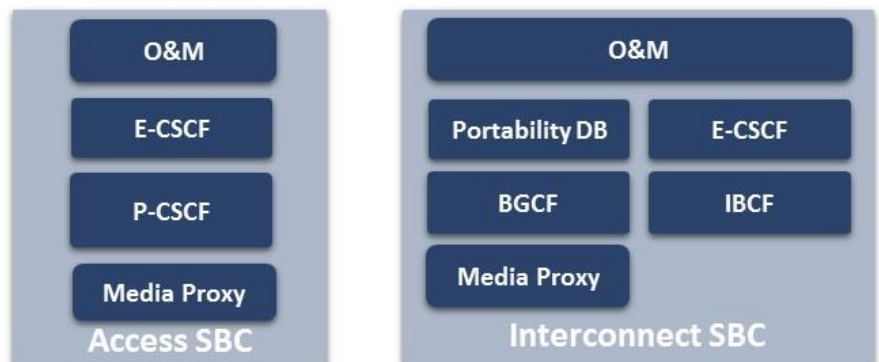 O&M
E-CSCF
P-CSCF
Media Proxy
Access SBC
O&M
Portability DB
E-CSCF
BGCF
IBCF
Media Proxy
Interconnect SBC